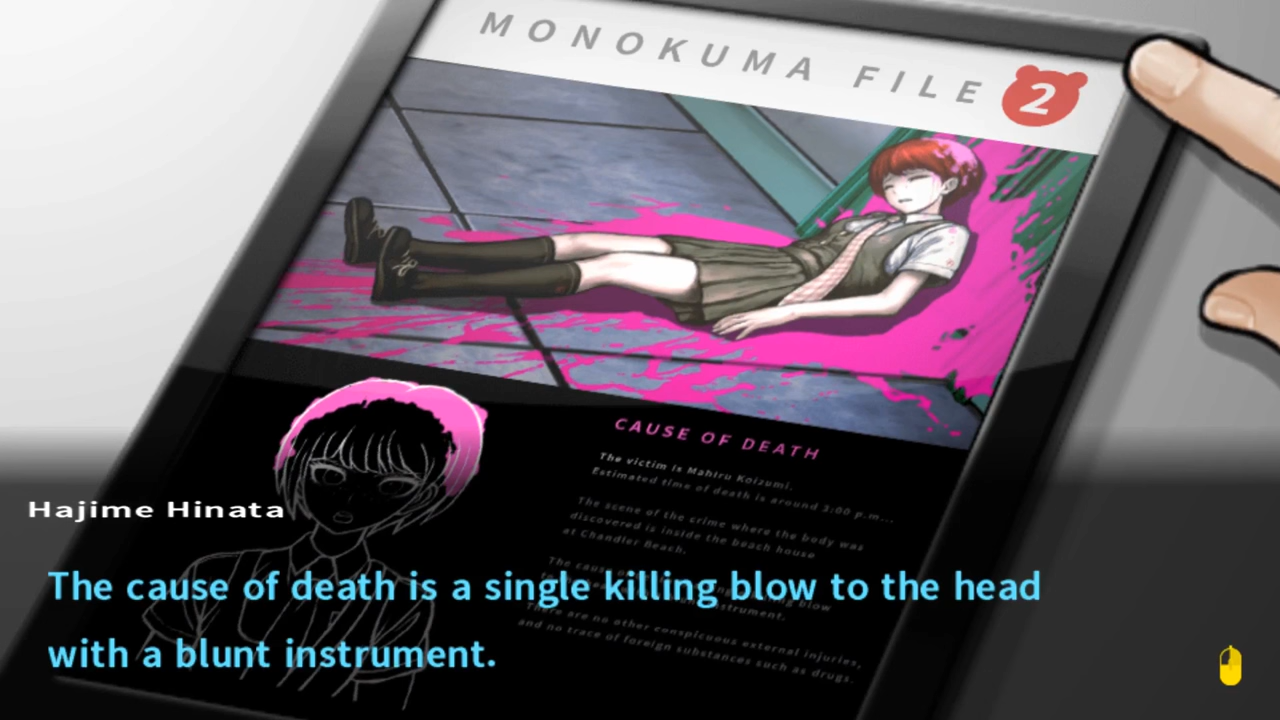 MONOKUMA FILE 2
CAUSE OF DEATH
The victim is Mahiru Koizumi.
Estimated time of death is around 3:00 p.m...
The scene of the crime where the body was
discovered is inside the beach house
at Chandler Beach.
The cause
blow
instrument.
There are no other conspicuous external injuries,
and no trace of foreign substances such as drugs.
Hajime Hinata
The cause of death is a single killing blow to the head
with a blunt instrument.